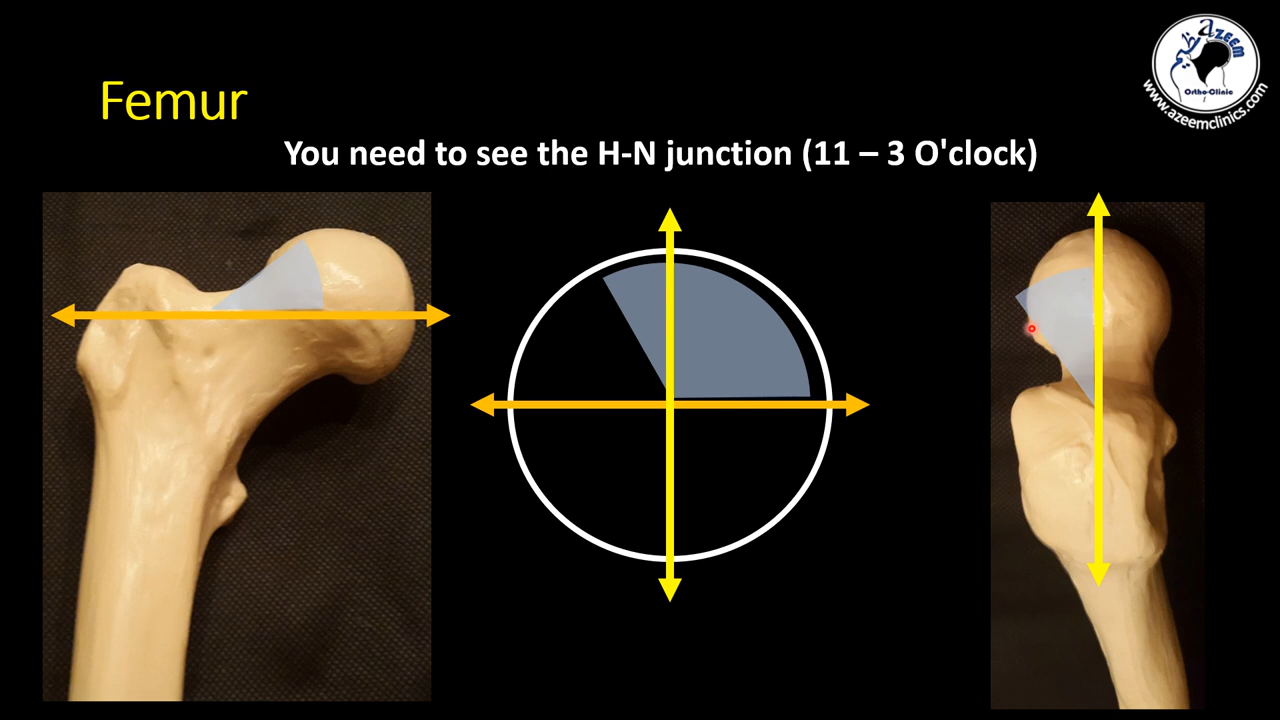 Femur
You need to see the H-N junction (11 – 3 O'clock)
azeem
Ortho-Clinic
www.azeemclinics.com